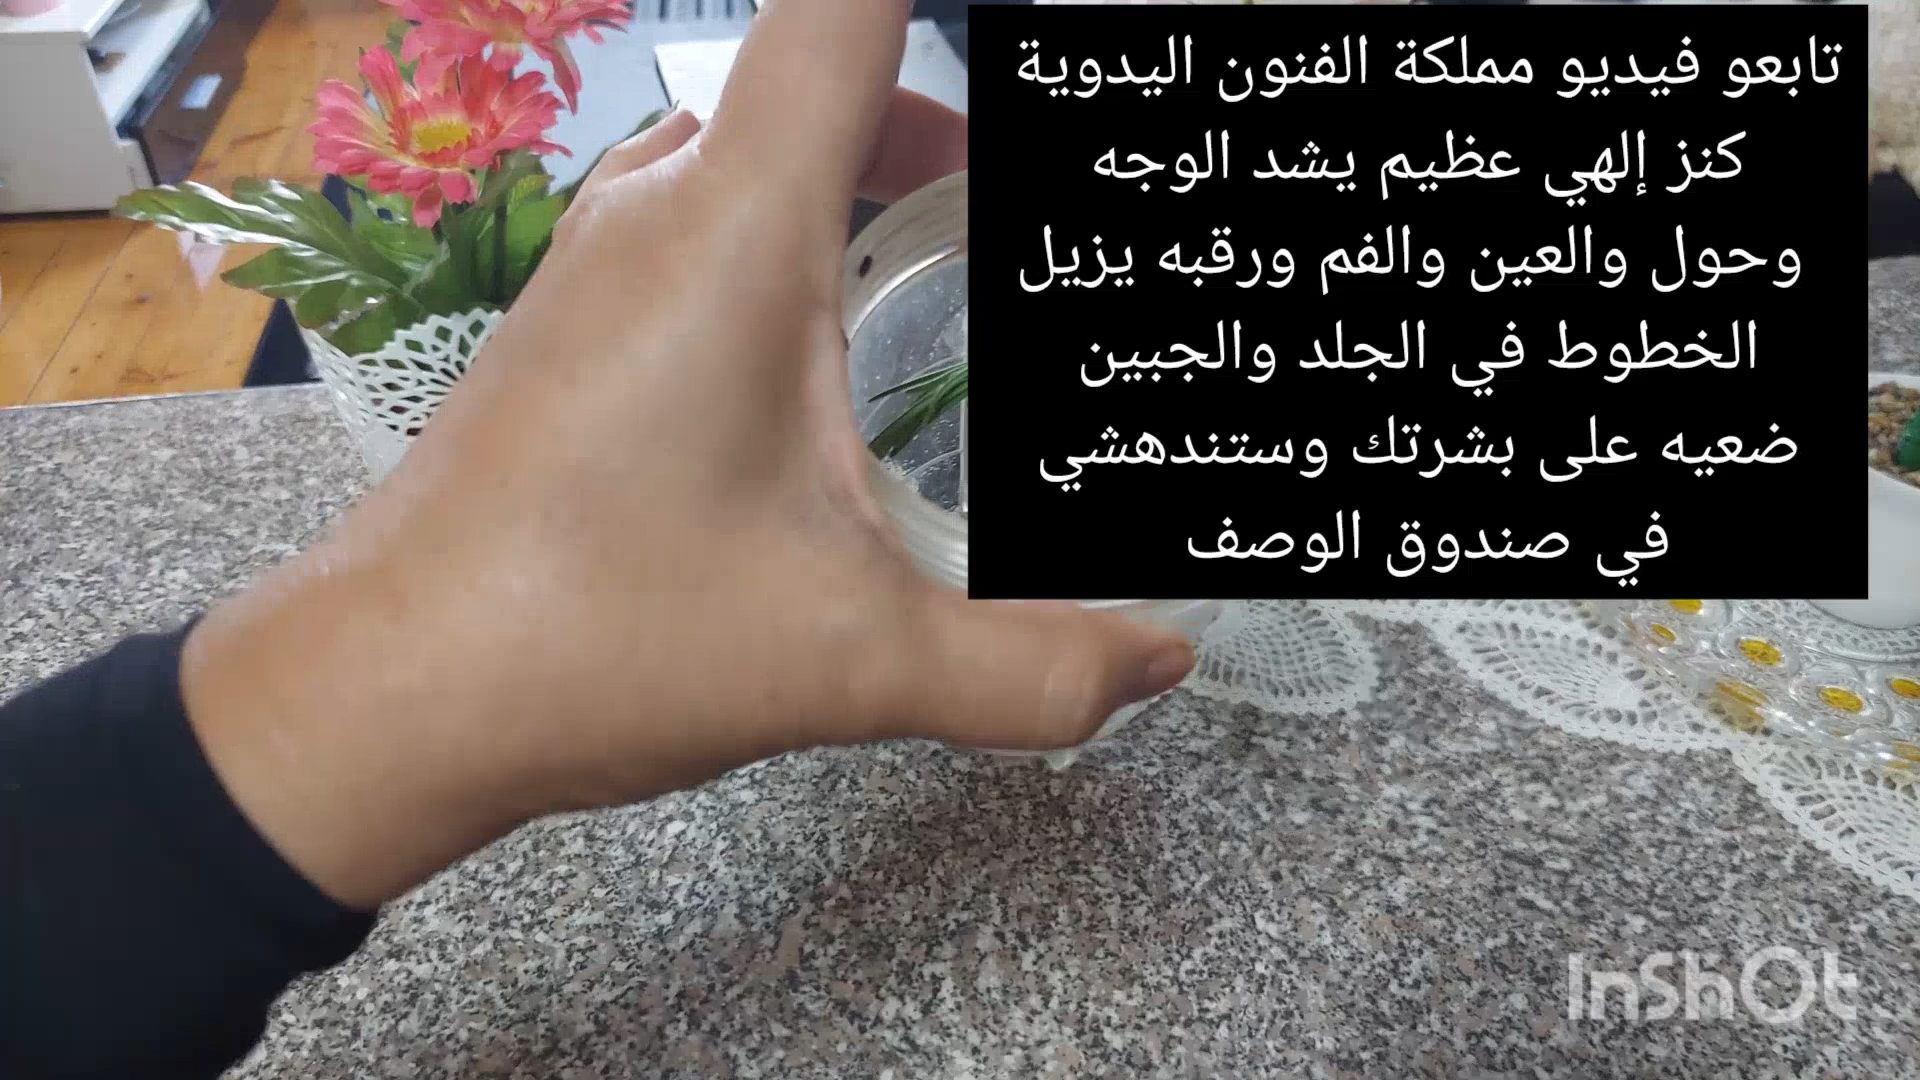 تابعو فيديو مملكة الفنون اليدوية
كنز إلهي عظيم يشد الوجه
وحول والعين والفم ورقبه يزيل
الخطوط في الجلد والجبين
ضعيه على بشرتك وستندهشي
في صندوق الوصف
InShOt